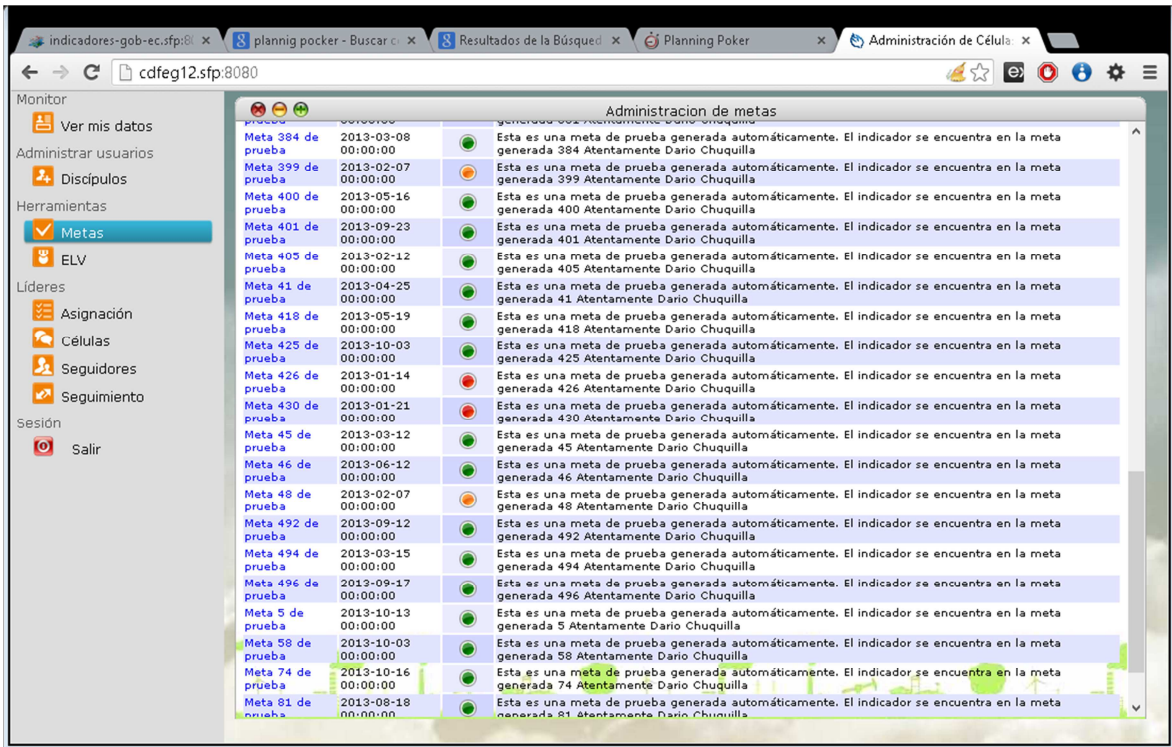 indicadores-gob-ec.sfp:8
plannig pocker - Buscar c
Resultados de la Búsqued
Planning Poker
Administración de Célula
cdfeg12.sfp:8080
Monitor
Ver mis datos
Administrar usuarios
Discípulos
Herramientas
Metas
ELV
Líderes
Asignación
Células
Seguidores
Seguimiento
Sesión
Salir
Administracion de metas
prueba 00:00:00 generada 381 Atentamente Dario Chuquilla
Meta 384 de 2013-03-08 Esta es una meta de prueba generada automáticamente. El indicador se encuentra en la meta
prueba 00:00:00 generada 384 Atentamente Dario Chuquilla
Meta 399 de 2013-02-07 Esta es una meta de prueba generada automáticamente. El indicador se encuentra en la meta
prueba 00:00:00 generada 399 Atentamente Dario Chuquilla
Meta 400 de 2013-05-16 Esta es una meta de prueba generada automáticamente. El indicador se encuentra en la meta
prueba 00:00:00 generada 400 Atentamente Dario Chuquilla
Meta 401 de 2013-09-23 Esta es una meta de prueba generada automáticamente. El indicador se encuentra en la meta
prueba 00:00:00 generada 401 Atentamente Dario Chuquilla
Meta 405 de 2013-02-12 Esta es una meta de prueba generada automáticamente. El indicador se encuentra en la meta
prueba 00:00:00 generada 405 Atentamente Dario Chuquilla
Meta 41 de 2013-04-25 Esta es una meta de prueba generada automáticamente. El indicador se encuentra en la meta
prueba 00:00:00 generada 41 Atentamente Dario Chuquilla
Meta 418 de 2013-05-19 Esta es una meta de prueba generada automáticamente. El indicador se encuentra en la meta
prueba 00:00:00 generada 418 Atentamente Dario Chuquilla
Meta 425 de 2013-10-03 Esta es una meta de prueba generada automáticamente. El indicador se encuentra en la meta
prueba 00:00:00 generada 425 Atentamente Dario Chuquilla
Meta 426 de 2013-01-14 Esta es una meta de prueba generada automáticamente. El indicador se encuentra en la meta
prueba 00:00:00 generada 426 Atentamente Dario Chuquilla
Meta 430 de 2013-01-21 Esta es una meta de prueba generada automáticamente. El indicador se encuentra en la meta
prueba 00:00:00 generada 430 Atentamente Dario Chuquilla
Meta 45 de 2013-03-12 Esta es una meta de prueba generada automáticamente. El indicador se encuentra en la meta
prueba 00:00:00 generada 45 Atentamente Dario Chuquilla
Meta 46 de 2013-06-12 Esta es una meta de prueba generada automáticamente. El indicador se encuentra en la meta
prueba 00:00:00 generada 46 Atentamente Dario Chuquilla
Meta 48 de 2013-02-07 Esta es una meta de prueba generada automáticamente. El indicador se encuentra en la meta
prueba 00:00:00 generada 48 Atentamente Dario Chuquilla
Meta 492 de 2013-09-12 Esta es una meta de prueba generada automáticamente. El indicador se encuentra en la meta
prueba 00:00:00 generada 492 Atentamente Dario Chuquilla
Meta 494 de 2013-03-15 Esta es una meta de prueba generada automáticamente. El indicador se encuentra en la meta
prueba 00:00:00 generada 494 Atentamente Dario Chuquilla
Meta 496 de 2013-09-17 Esta es una meta de prueba generada automáticamente. El indicador se encuentra en la meta
prueba 00:00:00 generada 496 Atentamente Dario Chuquilla
Meta 5 de 2013-10-13 Esta es una meta de prueba generada automáticamente. El indicador se encuentra en la meta
prueba 00:00:00 generada 5 Atentamente Dario Chuquilla
Meta 58 de 2013-10-03 Esta es una meta de prueba generada automáticamente. El indicador se encuentra en la meta
prueba 00:00:00 generada 58 Atentamente Dario Chuquilla
Meta 74 de 2013-10-16 Esta es una meta de prueba generada automáticamente. El indicador se encuentra en la meta
prueba 00:00:00 generada 74 Atentamente Dario Chuquilla
Meta 81 de 2013-08-18 Esta es una meta de prueba generada automáticamente. El indicador se encuentra en la meta
prueba 00:00:00 generada 81 Atentamente Dario Chuquilla